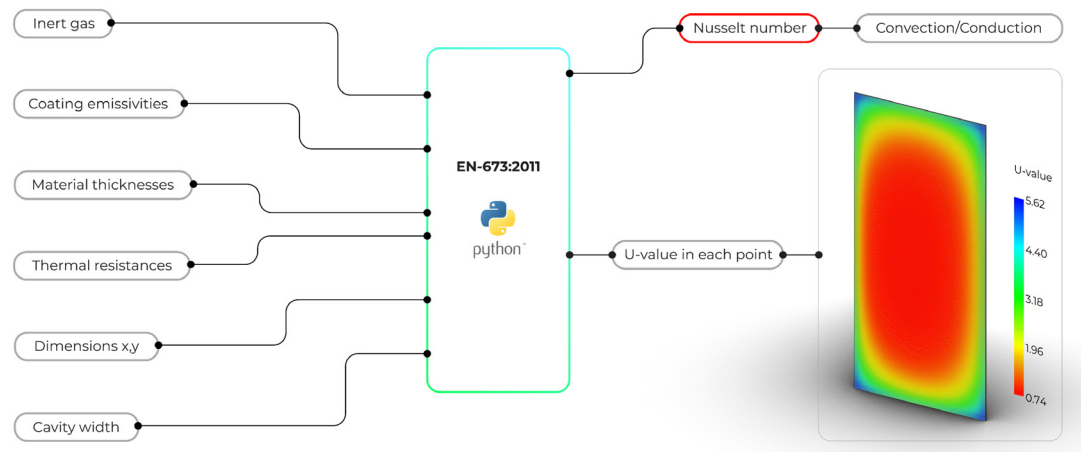 Inert gas
Coating emissivities
Material thicknesses
Thermal resistances
Dimensions x,y
Cavity width
EN-673:2011
python™
Nusselt number
Convection/Conduction
U-value in each point
U-value
5.62
4.40
3.18
1.96
0.74